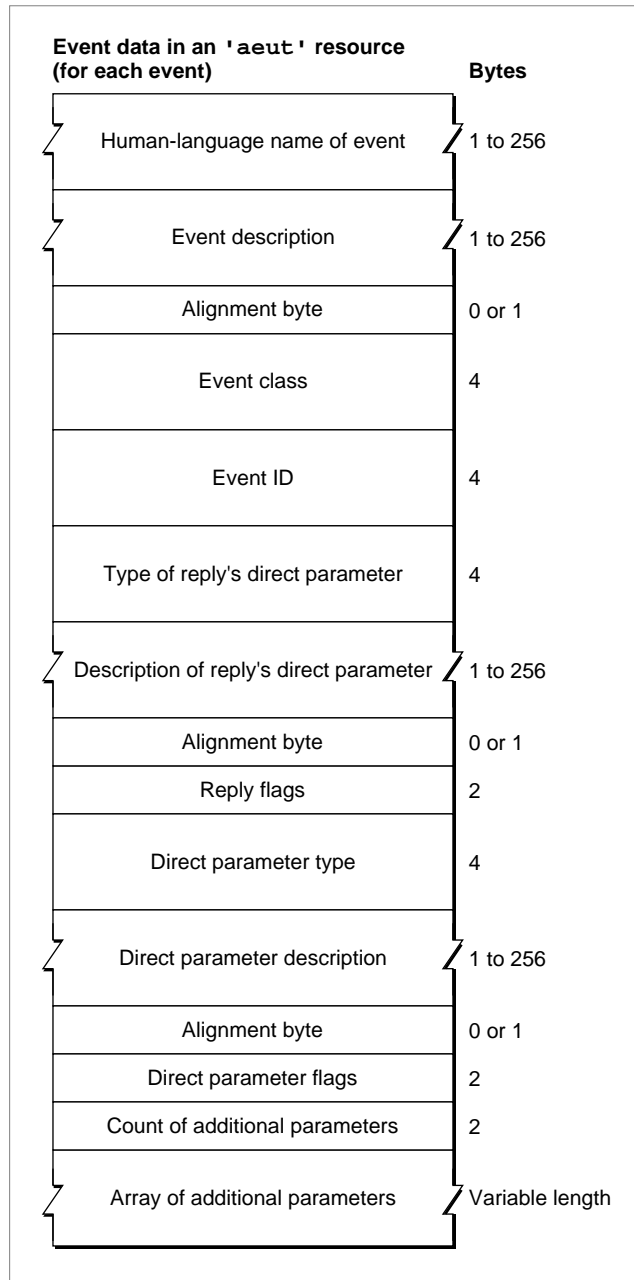 Event data in an 'aeut' resource
(for each event) Bytes
Human-language name of event 1 to 256
Event description 1 to 256
Alignment byte 0 or 1
Event class 4
Event ID 4
Type of reply's direct parameter 4
Description of reply's direct parameter 1 to 256
Alignment byte 0 or 1
Reply flags 2
Direct parameter type 4
Direct parameter description 1 to 256
Alignment byte 0 or 1
Direct parameter flags 2
Count of additional parameters 2
Array of additional parameters Variable length